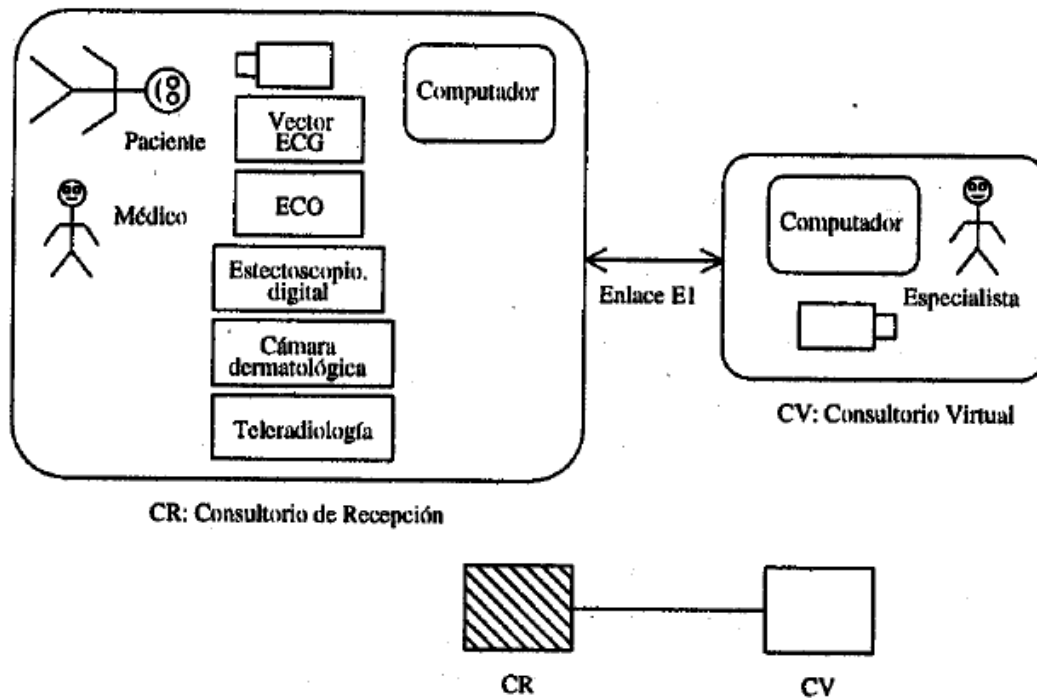 Computador
Vector
ECG
Paciente
ECO
Médico
Estectoscopio.
digital
Cámara
dermatológica
Teleradiología
CR: Consultorio de Recepción
Enlace E1
Computador
Especialista
CV: Consultorio Virtual
CR
CV